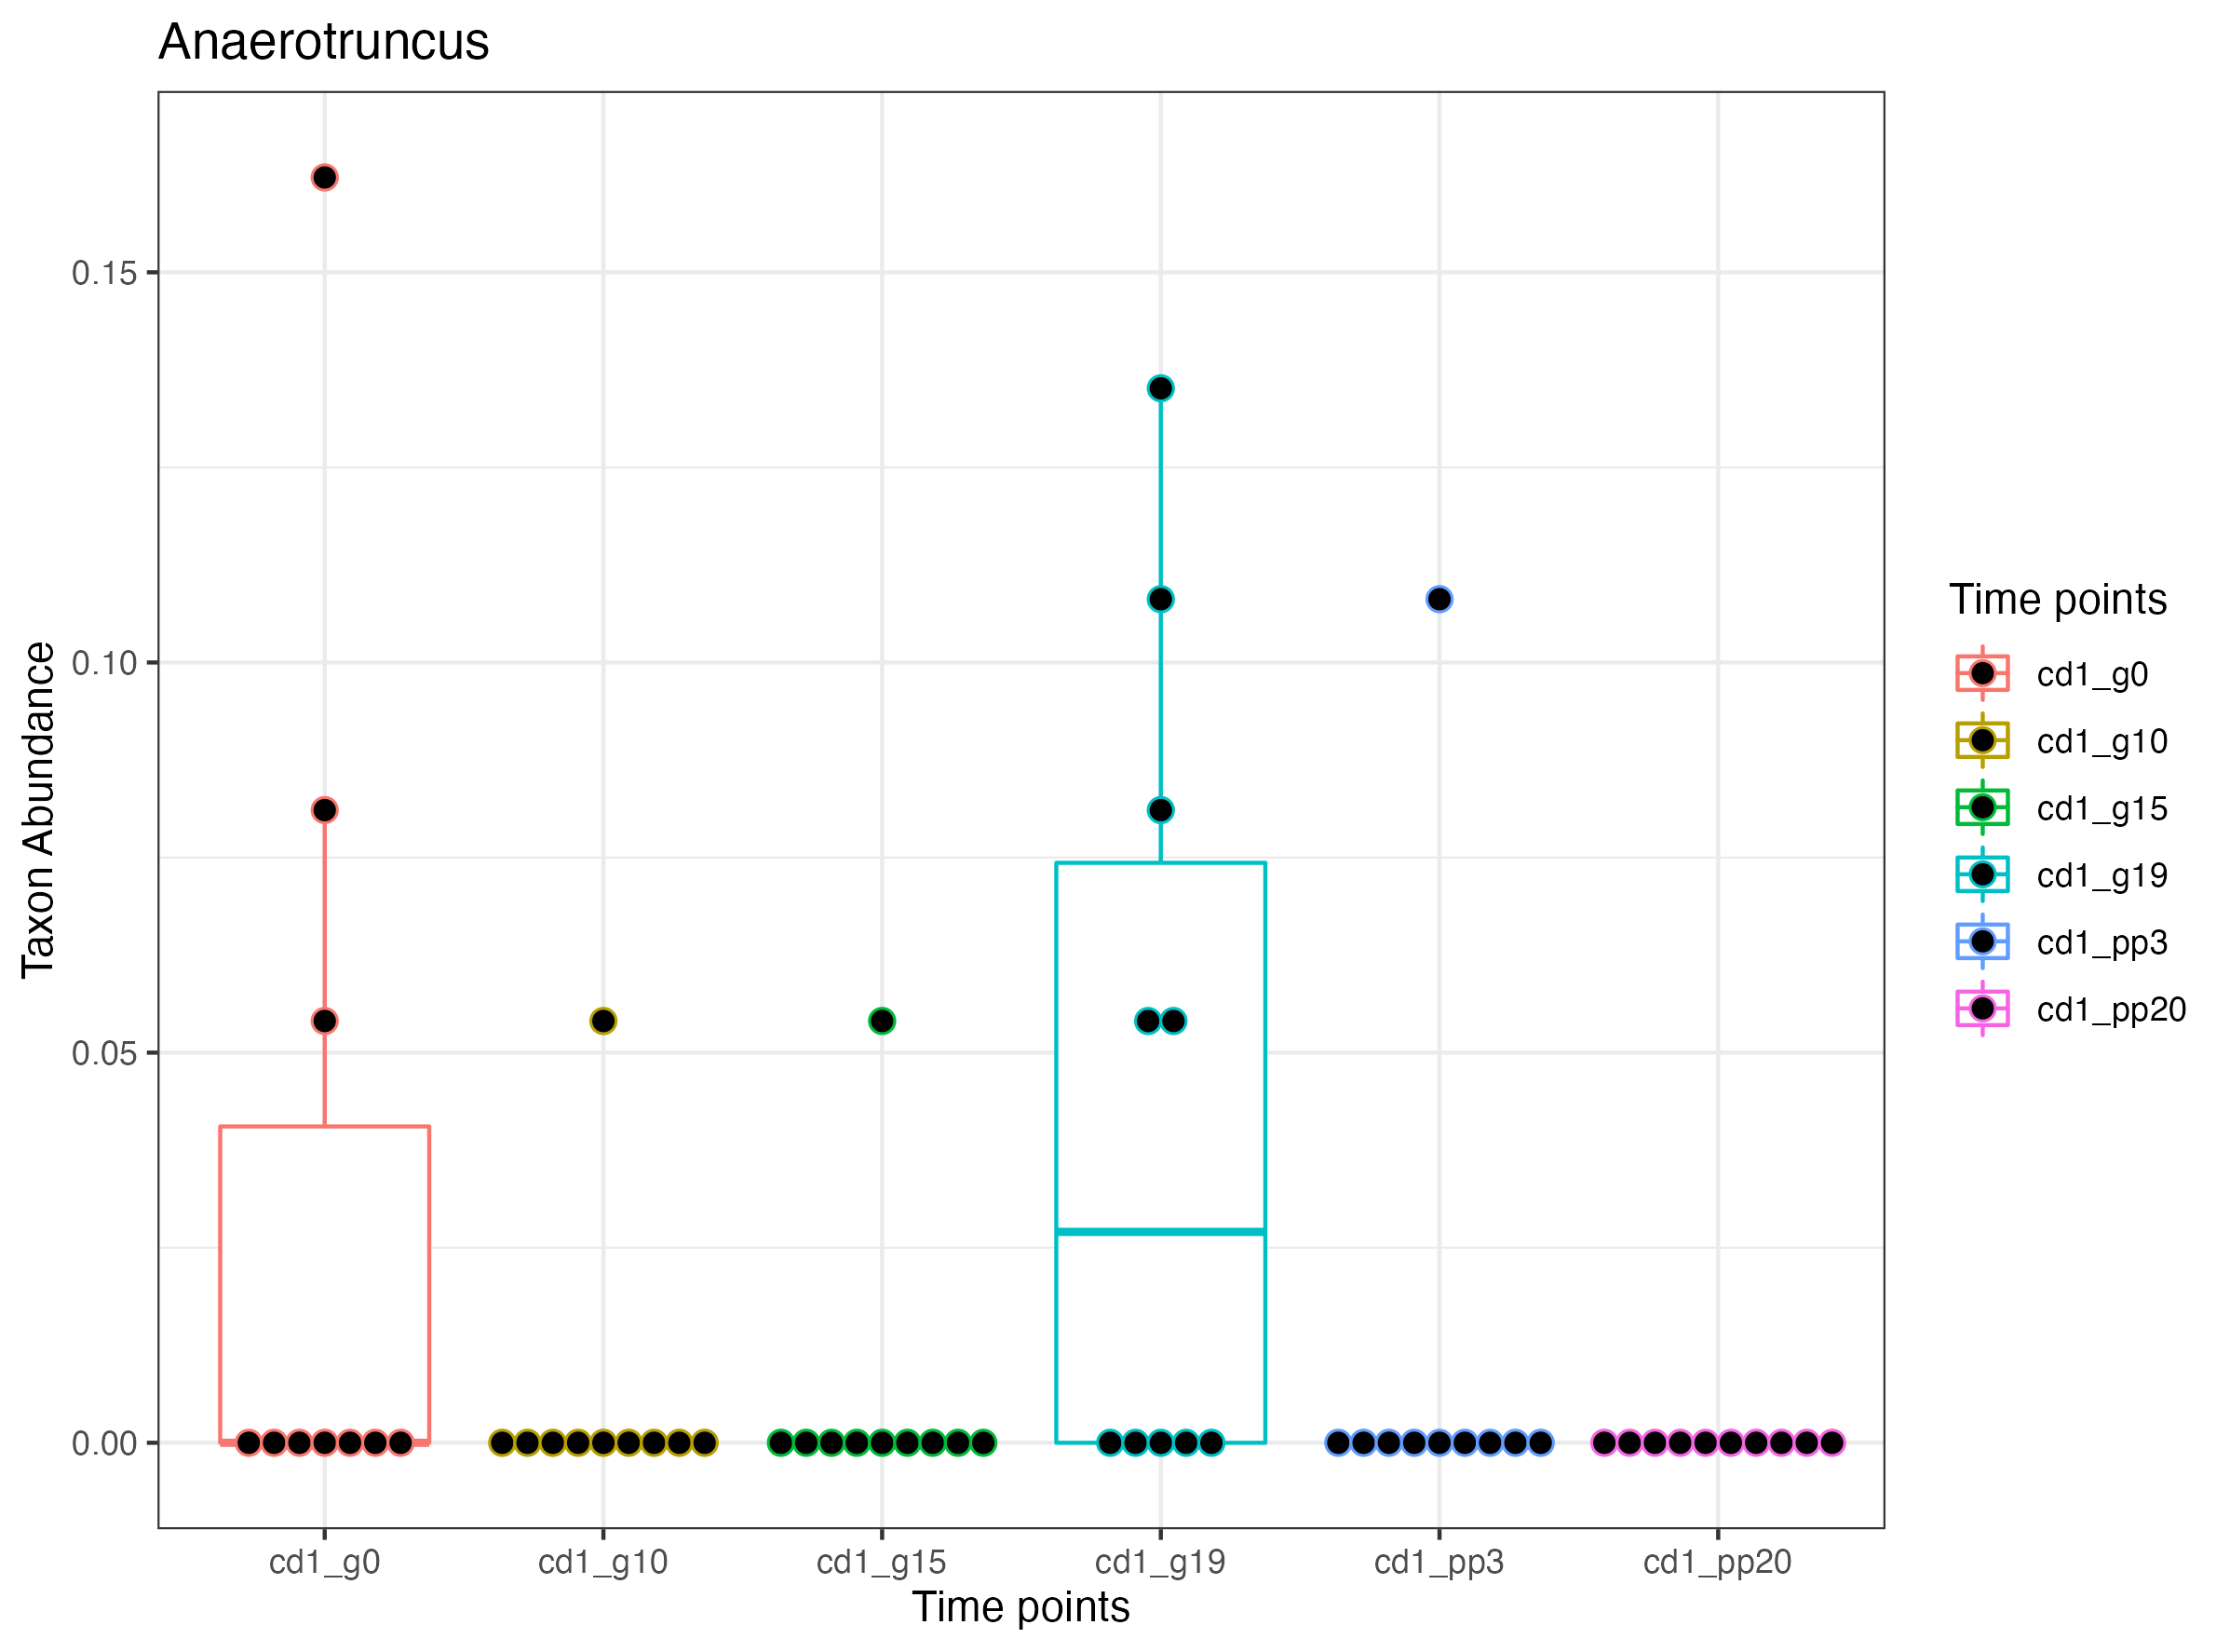 Anaerotruncus
0.15
0.10
0.05
0.00
Taxon Abundance
cd1_g0 cd1_g10 cd1_g15 cd1_g19 cd1_pp3 cd1_pp20
Time points
Time points
cd1_g0
cd1_g10
cd1_g15
cd1_g19
cd1_pp3
cd1_pp20